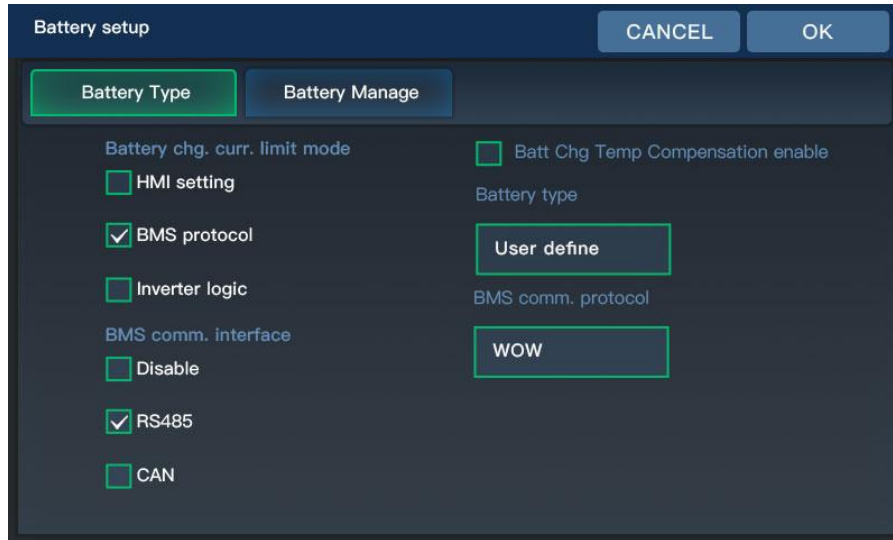 Battery setup
CANCEL
OK
Battery Type
Battery Manage
Battery chg. curr. limit mode
HMI setting
BMS protocol
Inverter logic
BMS comm. interface
Disable
RS485
CAN
Batt Chg Temp Compensation enable
Battery type
User define
BMS comm. protocol
WOW